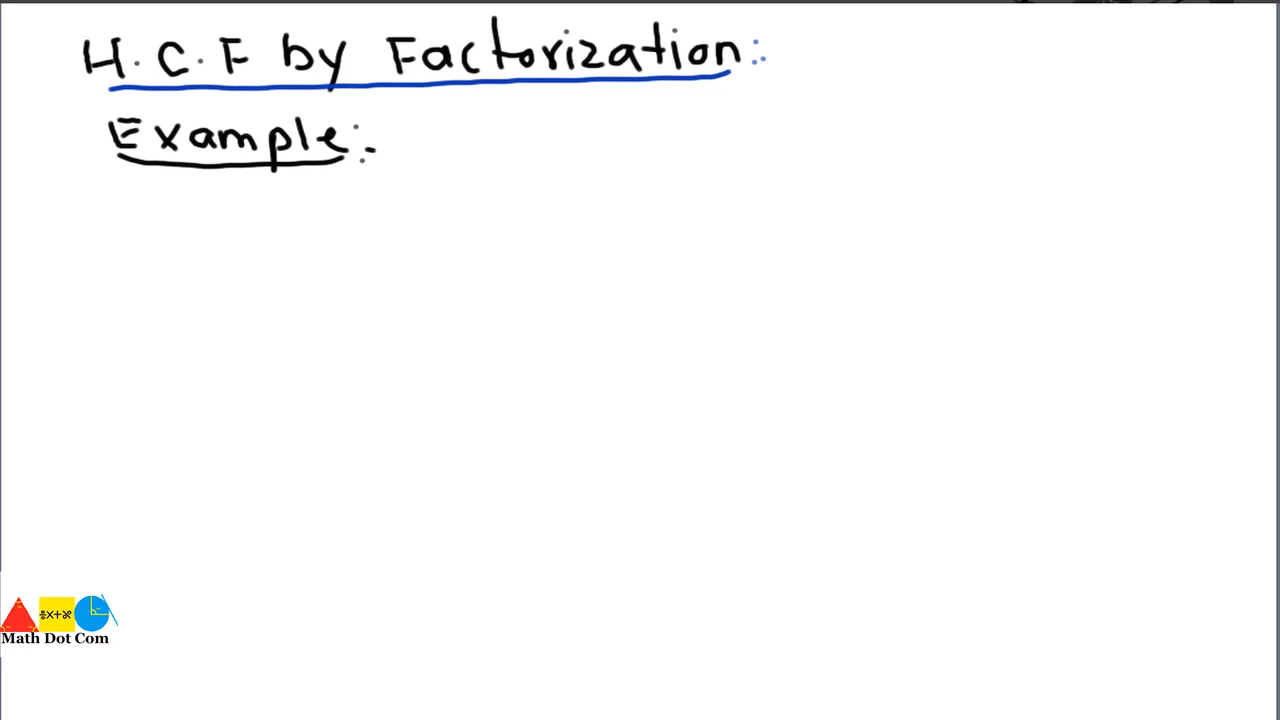 H.C.F by Factorization:
Example:-
÷x+
Math Dot Com